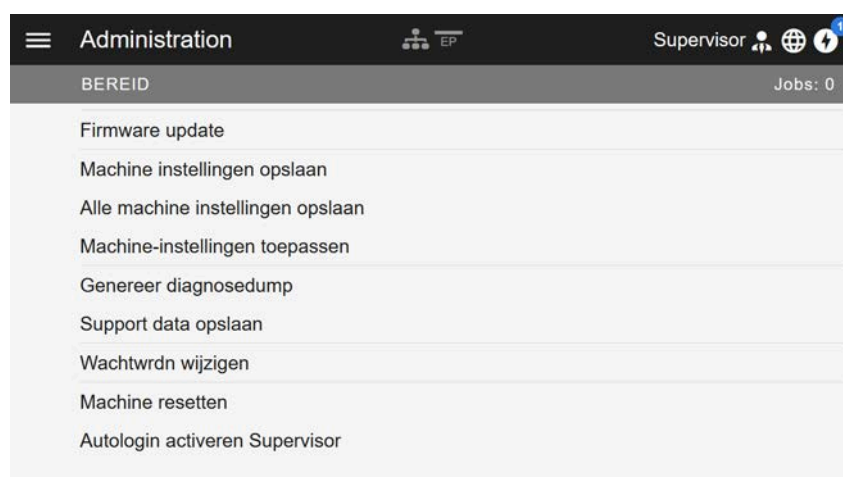 Administration EP Supervisor 1
BEREID Jobs: 0
Firmware update
Machine instellingen opslaan
Alle machine instellingen opslaan
Machine-instellingen toepassen
Genereer diagnosedump
Support data opslaan
Wachtwrdn wijzigen
Machine resetten
Autologin activeren Supervisor